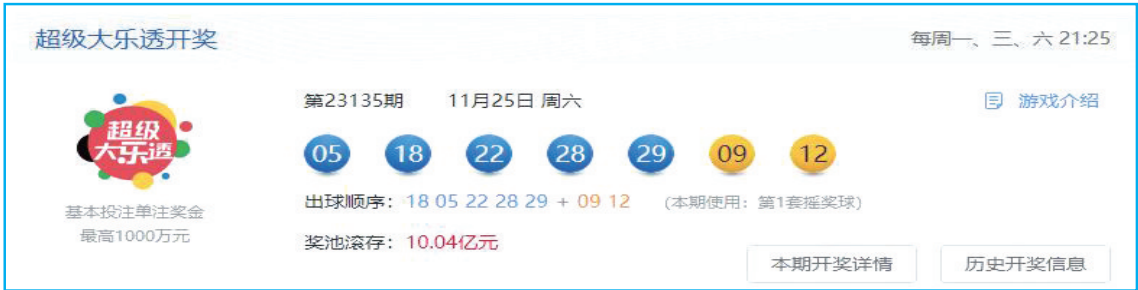 超级大乐透开奖
每周一、三、六 21:25
第23135期 11月25日 周六
游戏介绍
超级
大乐透
05 18 22 28 29 09 12
出球顺序：18 05 22 28 29 + 09 12 (本期使用：第1套摇奖球)
基本投注单注奖金
最高1000万元
奖池滚存：10.04亿元
本期开奖详情
历史开奖信息